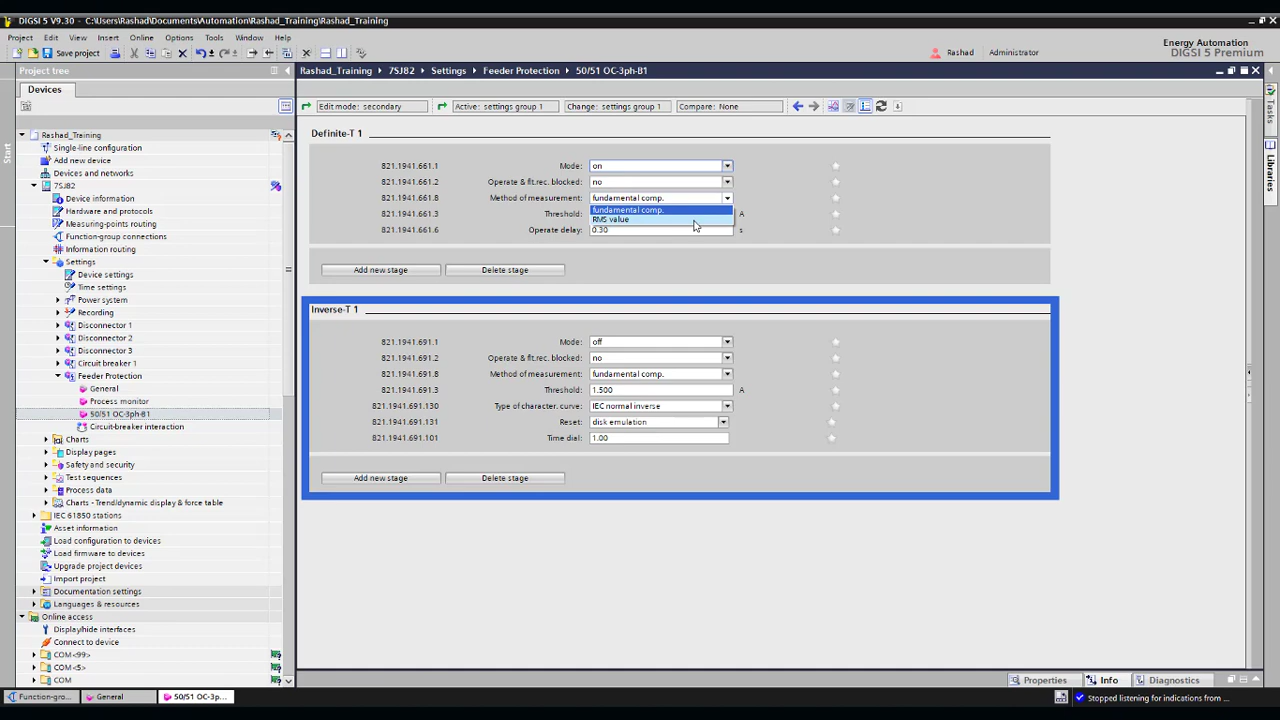 DIGSI 5 V9.30 - C:\Users\Rashad\Documents\Automation\Rashad_Training\Rashad_Training
Project Edit View Insert Online Options Tools Window Help
Energy Automation
DIGSI 5 Premium
Save project
Rashad Administrator
Project tree
Rashad_Training 7SJ82 Settings Feeder Protection 50/51 OC-3ph-B1
Devices
Edit mode: secondary Active: settings group 1 Change: settings group 1 Compare: None
Start
Tasks
Libraries
Rashad_Training
Single-line configuration
Add new device
Devices and networks
7SJ82
Device information
Hardware and protocols
Measuring-points routing
Function-group connections
Information routing
Settings
Device settings
Time settings
Power system
Recording
Disconnector 1
Disconnector 2
Disconnector 3
Circuit breaker 1
Feeder Protection
General
Process monitor
50/51 OC-3ph-B1
Circuit-breaker interaction
Charts
Display pages
Safety and security
Test sequences
Process data
Charts - Trend/dynamic display & force table
IEC 61850 stations
Asset information
Load configuration to devices
Load firmware to devices
Upgrade project devices
Import project
Documentation settings
Languages & resources
Online access
Display/hide interfaces
Connect to device
COM<99>
COM<5>
COM
Definite-T 1
821.1941.661.1 Mode: on
821.1941.661.2 Operate & flt.rec. blocked: no
821.1941.661.8 Method of measurement: fundamental comp.
fundamental comp.
821.1941.661.3 Threshold: A
RMS value
821.1941.661.6 Operate delay: 0.30 s
Add new stage Delete stage
Inverse-T 1
821.1941.691.1 Mode: off
821.1941.691.2 Operate & flt.rec. blocked: no
821.1941.691.8 Method of measurement: fundamental comp.
821.1941.691.3 Threshold: 1.500 A
821.1941.691.130 Type of character. curve: IEC normal inverse
821.1941.691.131 Reset: disk emulation
821.1941.691.101 Time dial: 1.00
Add new stage Delete stage
Properties Info Diagnostics
Function-gro... General 50/51 OC-3p...
Stopped listening for indications from ...